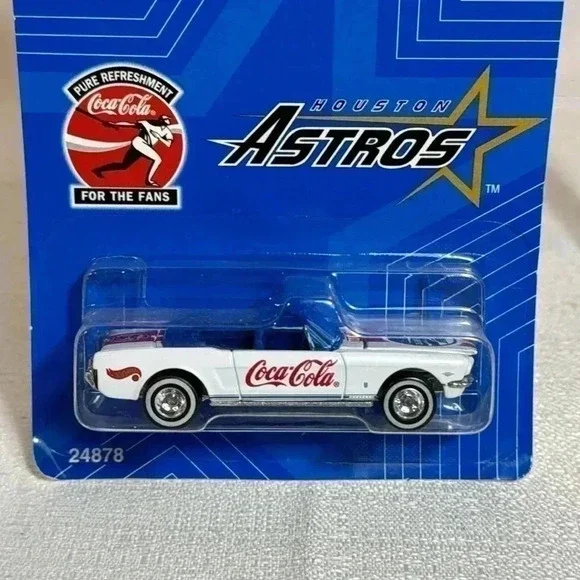 PURE REFRESHMENT
Coca-Cola®
FOR THE FANS
HOUSTON
ASTROS
™
Coca-Cola®
24878